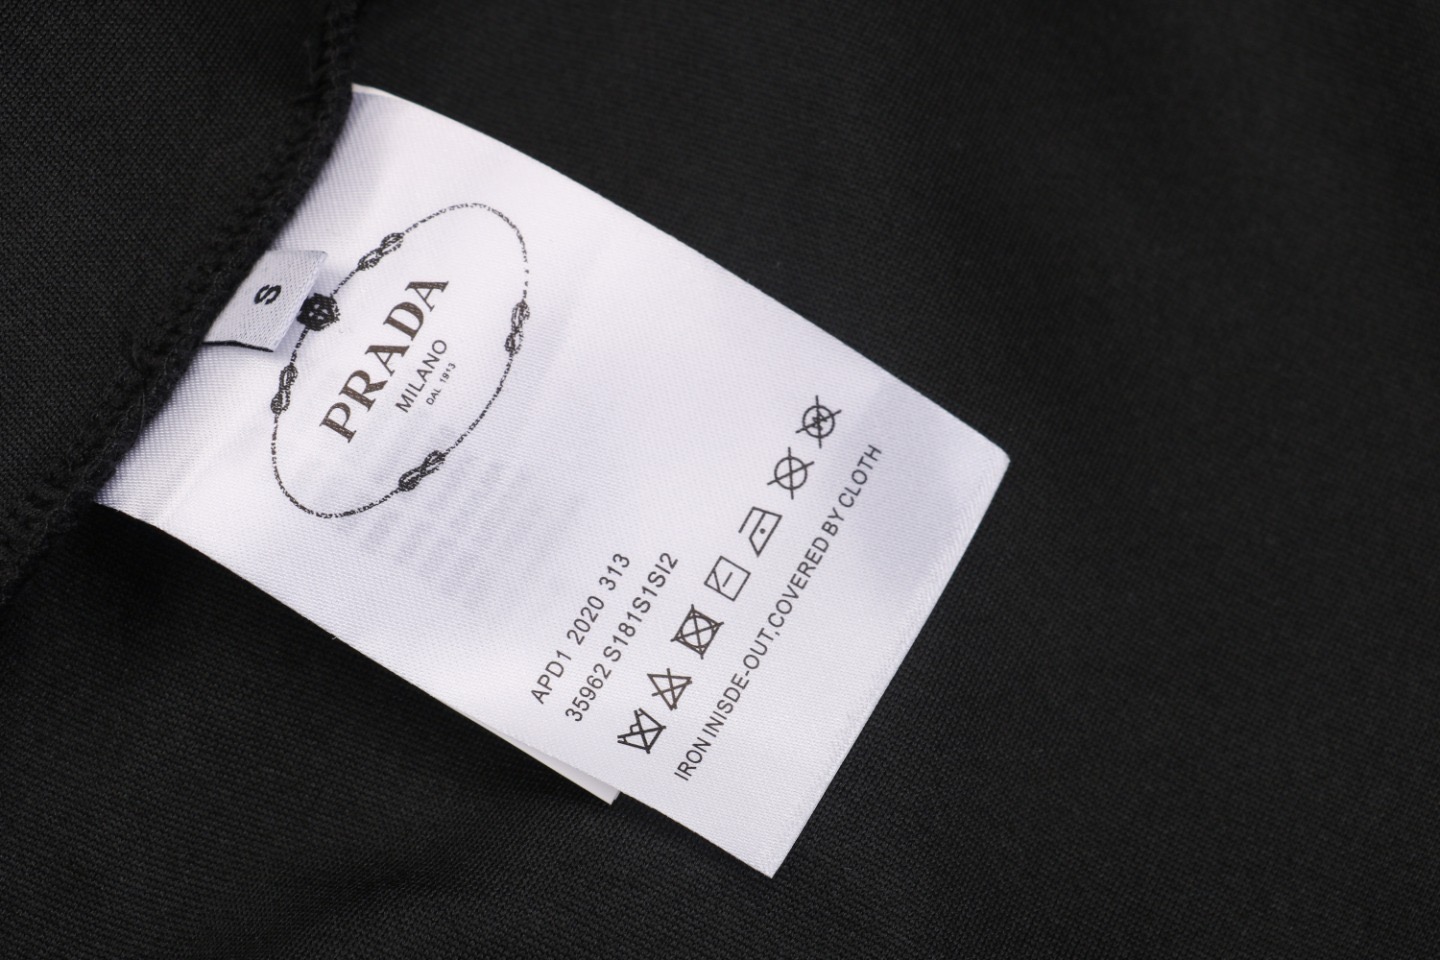 S
PRADA
MILANO
DAL 1913
APD1 2020 313
35962 S181S1SI2
W
IRON INISDE-OUT,COVERED BY CLOTH